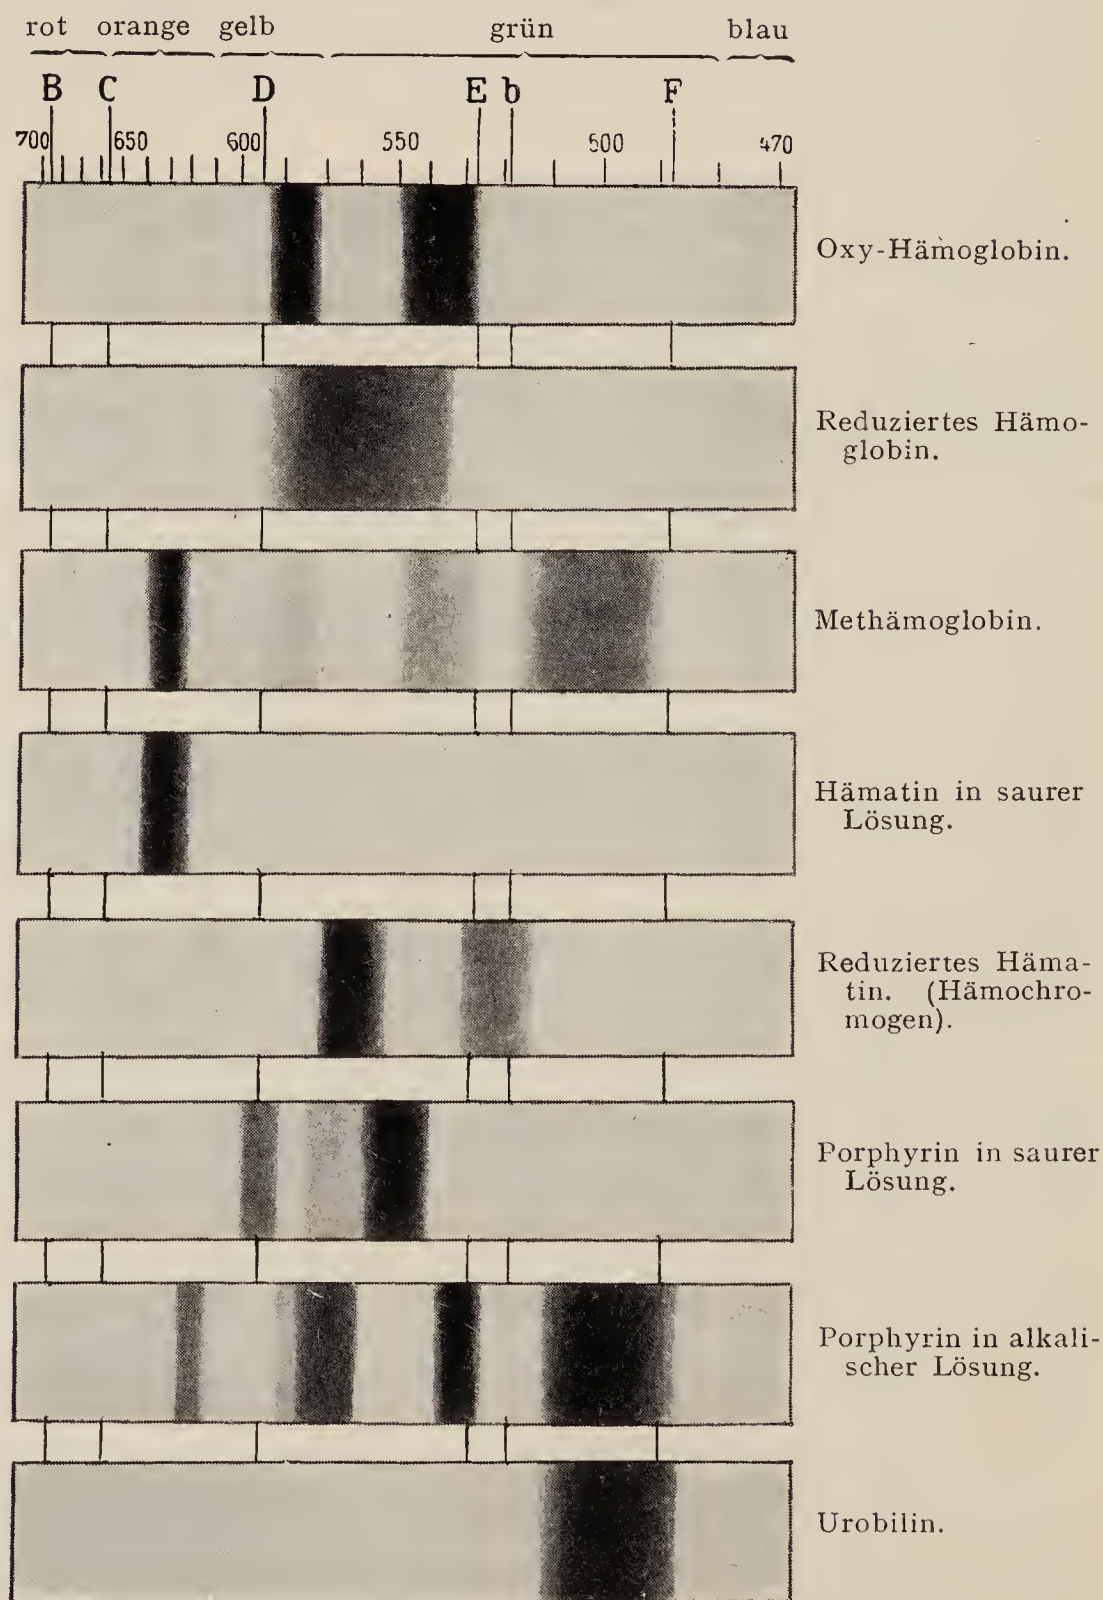 rot orange gelb grün blau
B C D E b F
700 650 600 550 500 470
Oxy-Hämoglobin.
Reduziertes Hämo-
globin.
Methämoglobin.
Hämatin in saurer
Lösung.
Reduziertes Häma-
tin. (Hämochro-
mogen).
Porphyrin in saurer
Lösung.
Porphyrin in alkali-
scher Lösung.
Urobilin.